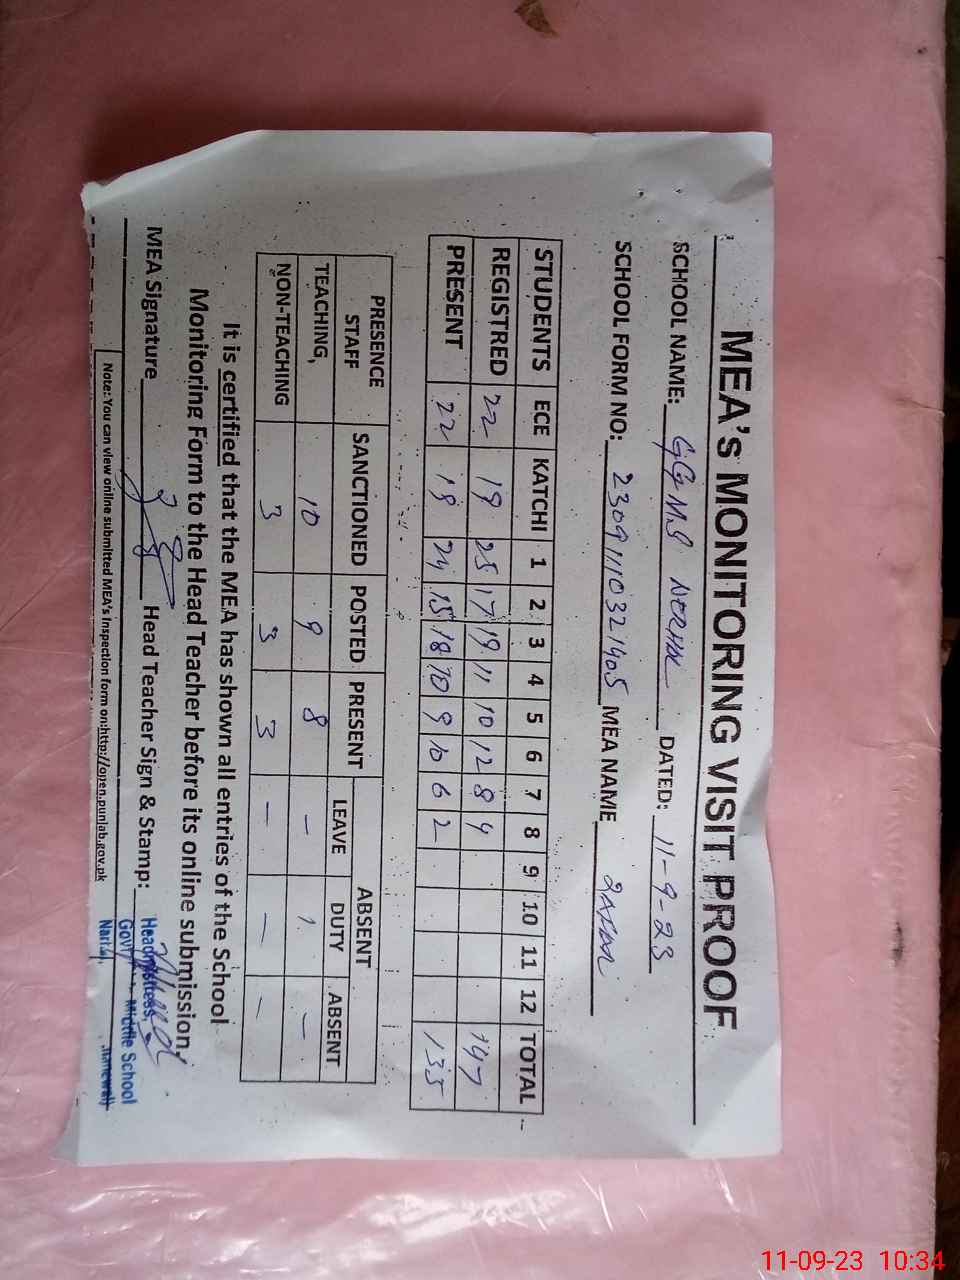 MEA's MONITORING VISIT PROOF
SCHOOL NAME: GGMS DATED: 11-9-23
SCHOOL FORM NO: 23091110321405 MEA NAME
STUDENTS ECE KATCHI 1 2 3 4 5 6 7 8 9 10 11 12 TOTAL
REGISTRED 22 19 25 17 19 11 10 12 8 4 147
PRESENT 22 19 24 15 18 10 9 10 6 2 135
PRESENCE STAFF SANCTIONED POSTED PRESENT ABSENT
LEAVE DUTY ABSENT
TEACHING, 10 9 8 – 1 –
NON-TEACHING 3 3 3 – – –
It is certified that the MEA has shown all entries of the School
Monitoring Form to the Head Teacher before its online submission.
MEA Signature Head Teacher Sign & Stamp:
Headmistress,
Govt Middle School
Note: You can view online submitted MEA's Inspection form on:http://open.punjab.gov.pk
11-09-23 10:34